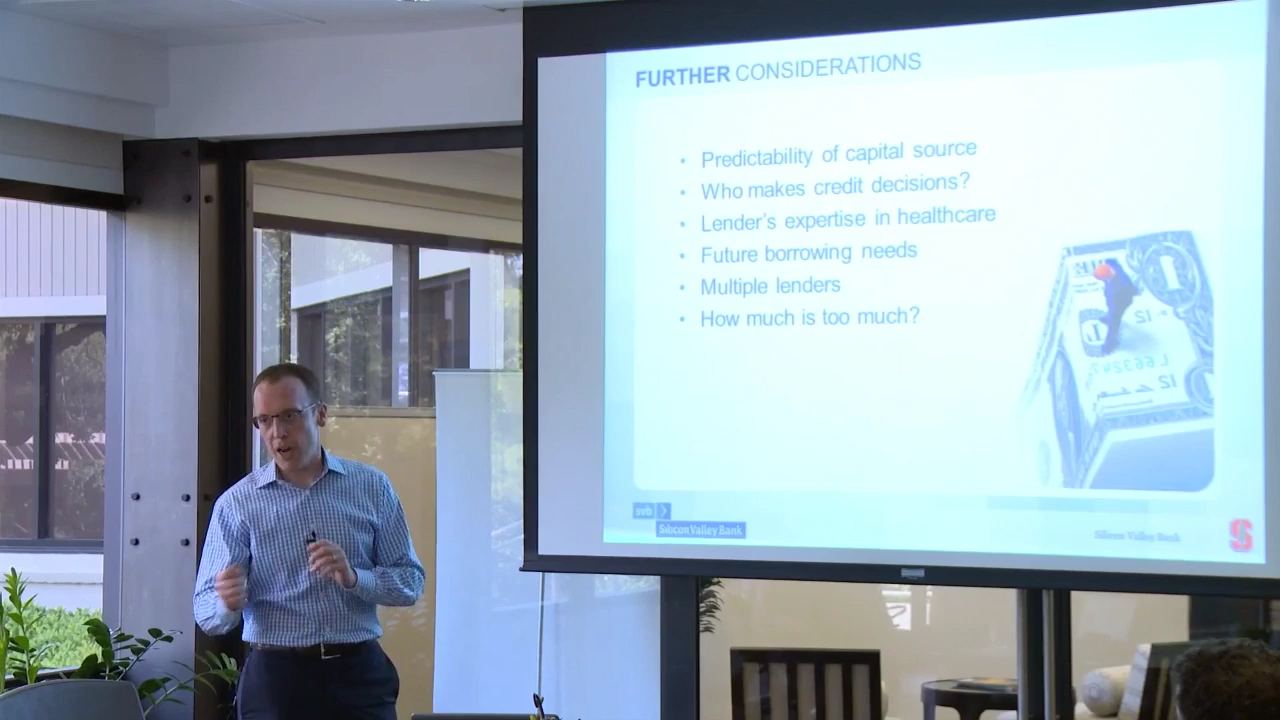 FURTHER CONSIDERATIONS
• Predictability of capital source
• Who makes credit decisions?
• Lender's expertise in healthcare
• Future borrowing needs
• Multiple lenders
• How much is too much?
svb
Silicon Valley Bank
Silicon Valley Bank
S